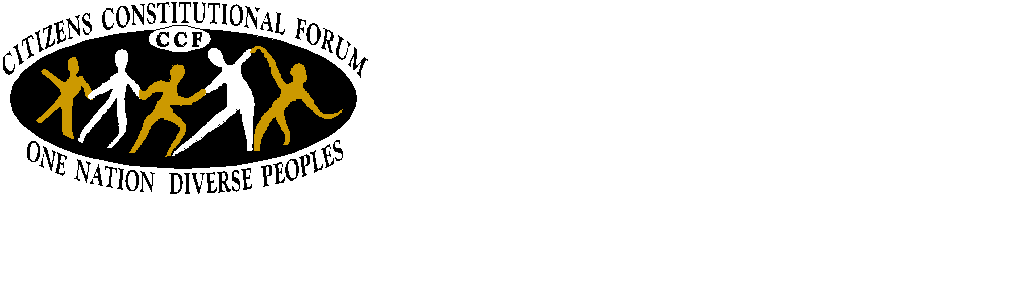 CITIZENS CONSTITUTIONAL FORUM
CCF
ONE NATION DIVERSE PEOPLES